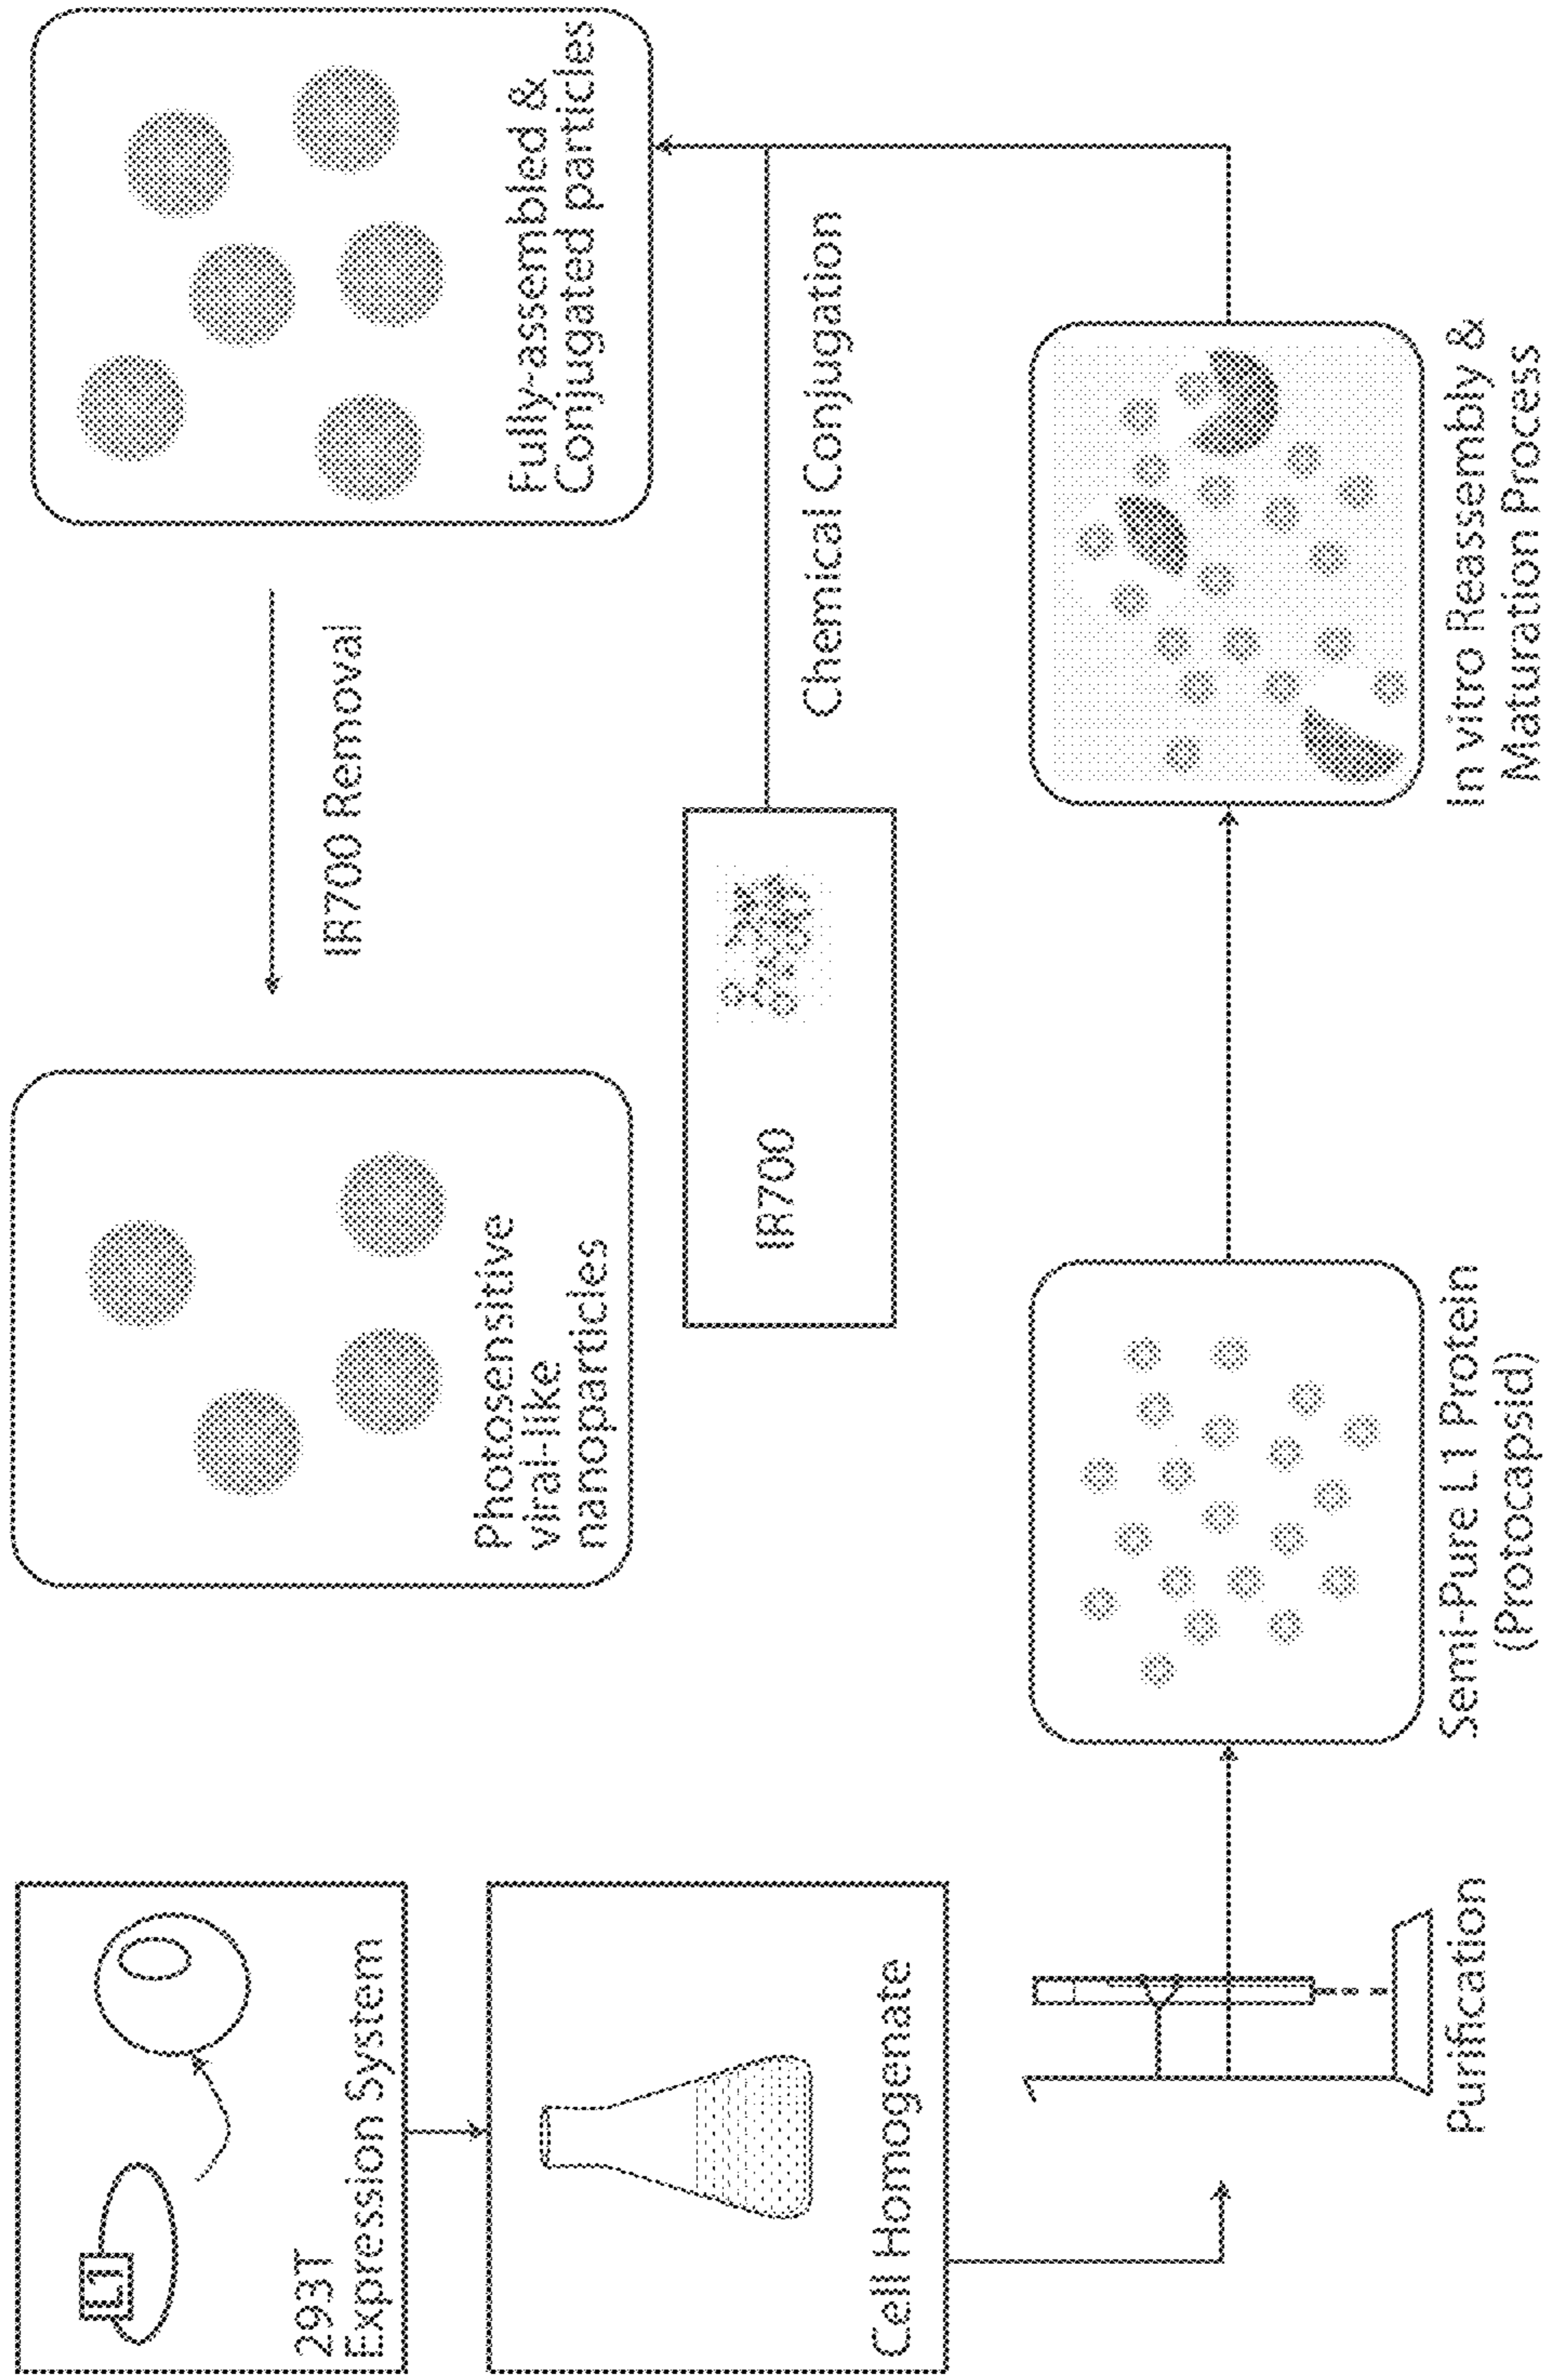 L1
293T
Expression System
Cell Homogenate
Purification
Semi-Pure L1 Protein
(Protocapsid)
In vitro Reassembly &
Maturation Process
IR700
Chemical Conjugation
Fully-assembled &
Conjugated particles
IR700 Removal
Photosensitive
viral-like
nanoparticles